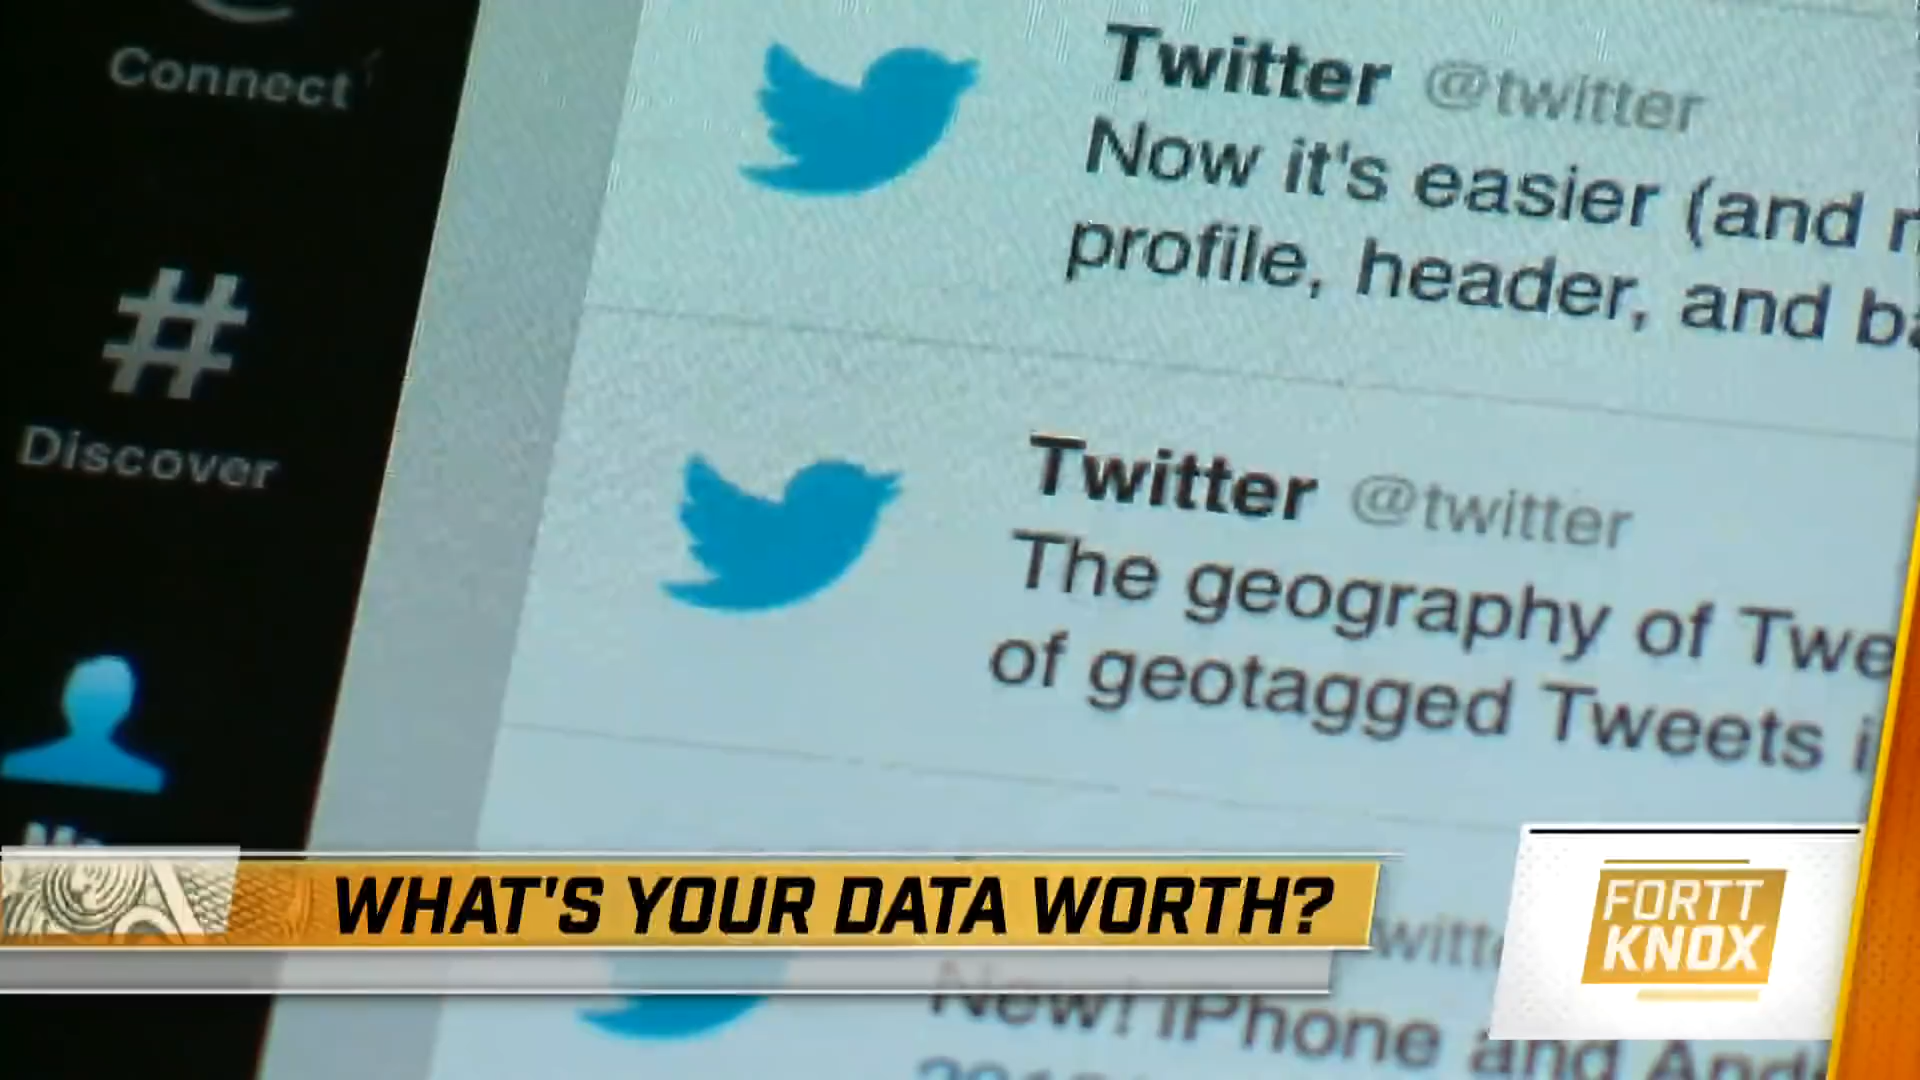 Connect
#
Discover
Twitter @twitter
Now it's easier (and
profile, header, and
Twitter @twitter
The geography of
of geotagged Tweets
WHAT'S YOUR DATA WORTH?
New! iPhone and
FORTT
KNOX